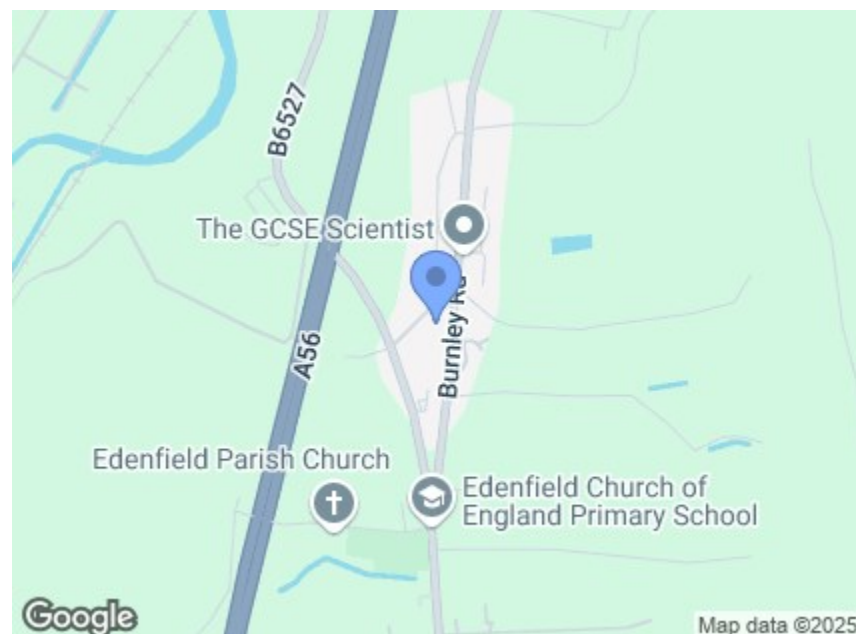 B6527
The GCSE Scientist
Burnley Rd
A56
Edenfield Parish Church
Edenfield Church of
England Primary School
Google
Map data ©2025